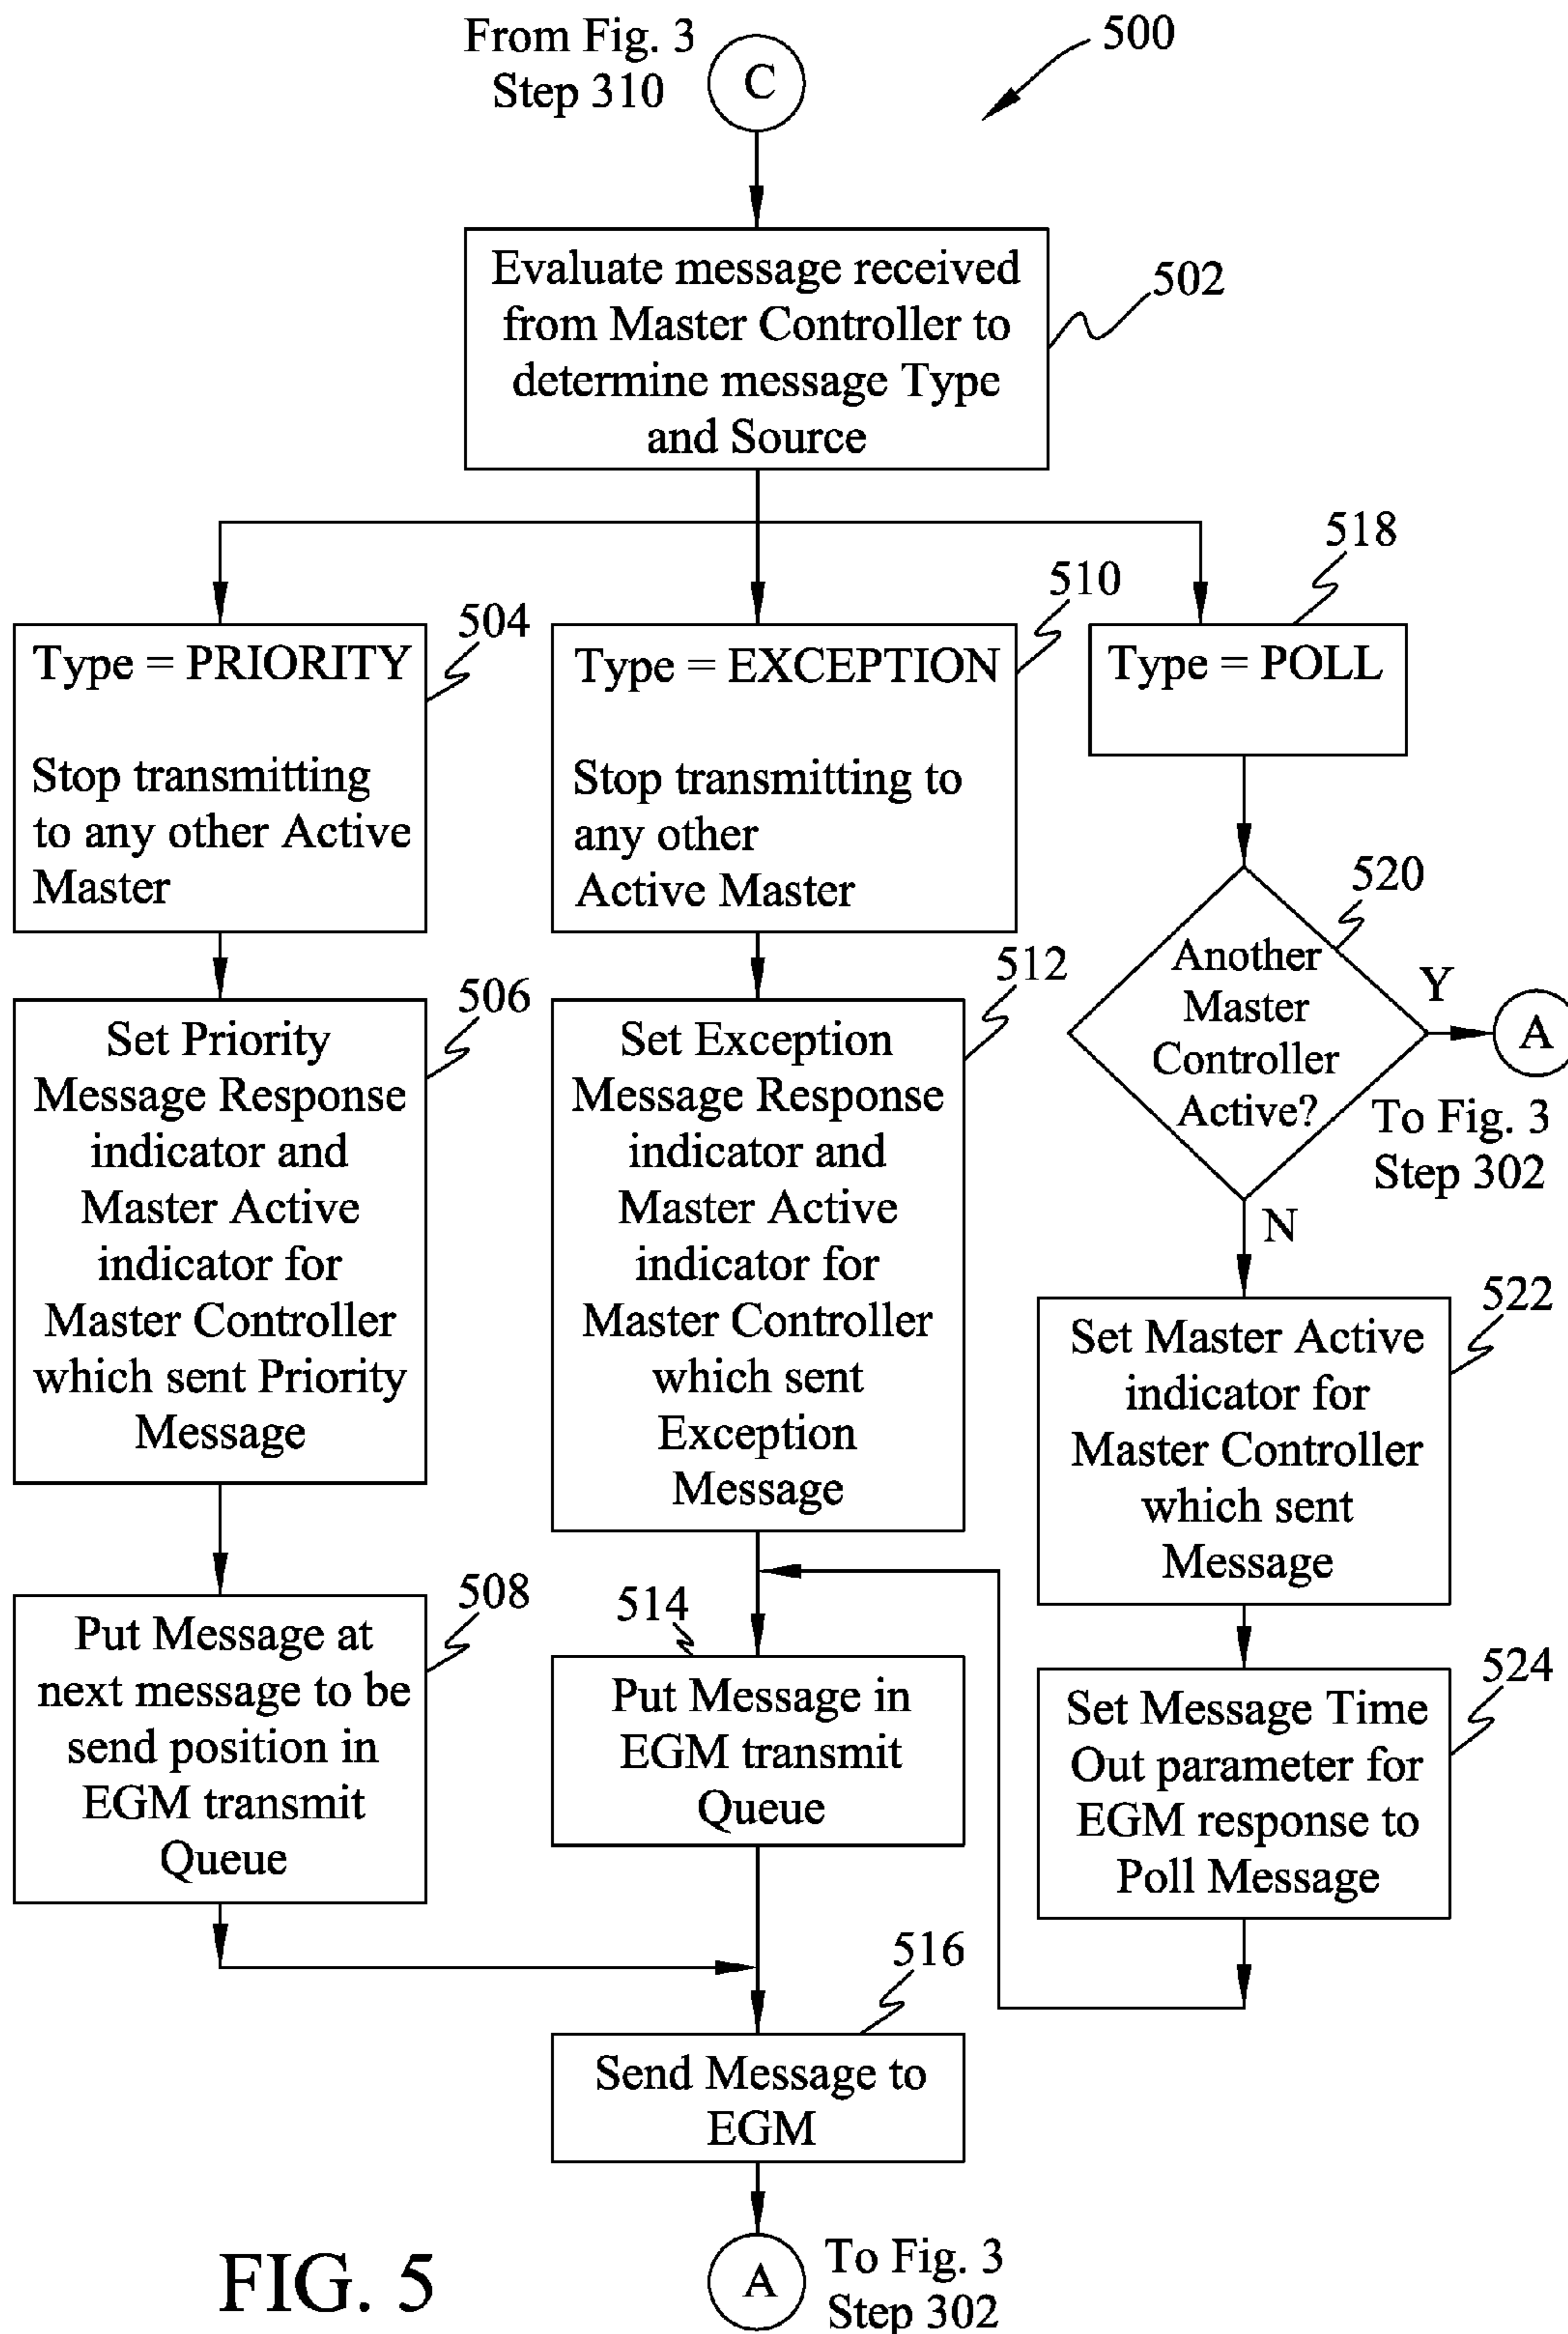 From Fig. 3
Step 310
C
500
Evaluate message received
from Master Controller to
determine message Type
and Source
502
Type = PRIORITY
Stop transmitting
to any other Active
Master
504
Type = EXCEPTION
Stop transmitting to
any other
Active Master
510
Type = POLL
518
Another
Master
Controller
Active?
520
Y
A
To Fig. 3
Step 302
N
Set Priority
Message Response
indicator and
Master Active
indicator for
Master Controller
which sent Priority
Message
506
Set Exception
Message Response
indicator and
Master Active
indicator for
Master Controller
which sent
Exception
Message
512
Set Master Active
indicator for
Master Controller
which sent
Message
522
Put Message at
next message to be
send position in
EGM transmit
Queue
508
514
Put Message in
EGM transmit
Queue
Set Message Time
Out parameter for
EGM response to
Poll Message
524
516
Send Message to
EGM
A
To Fig. 3
Step 302
FIG. 5